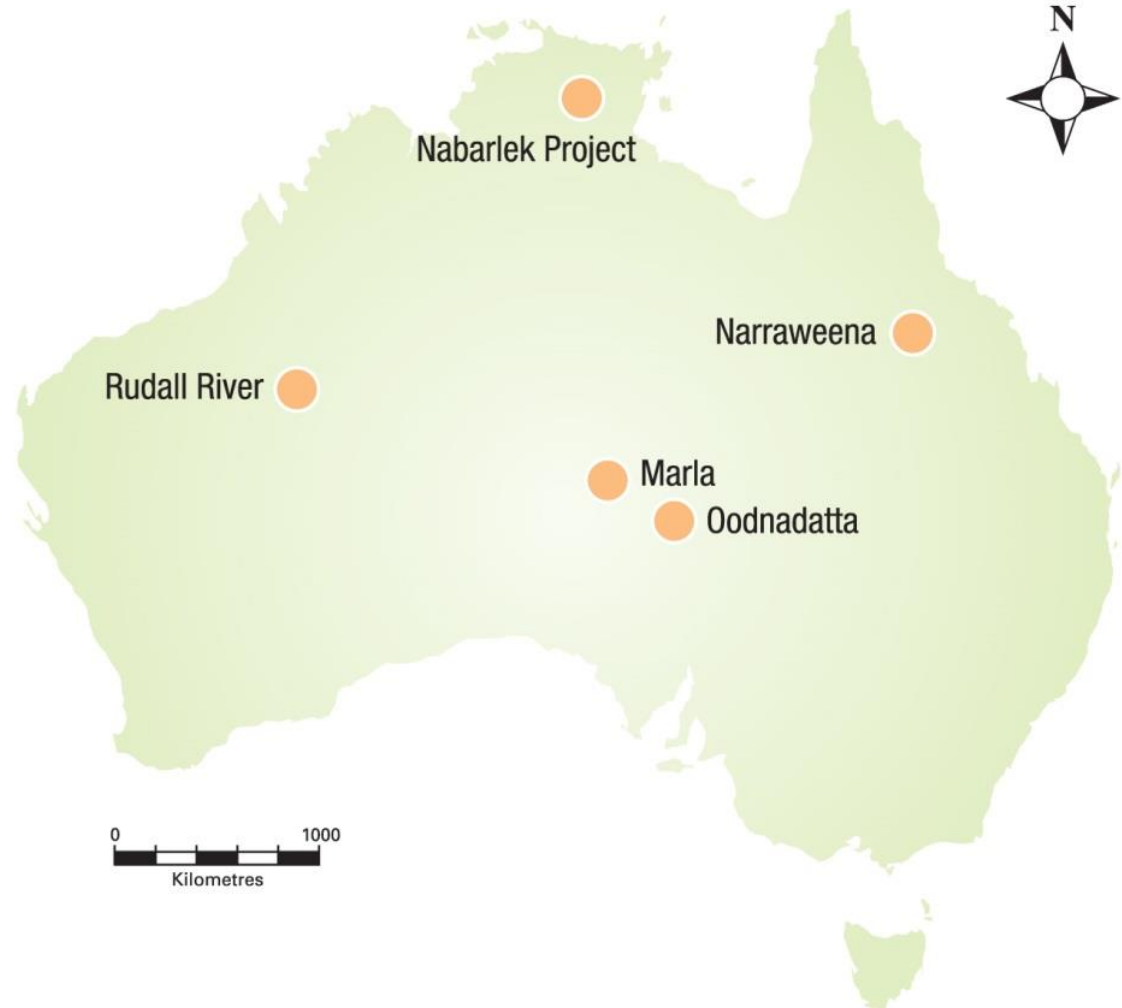 N
Nabarlek Project
Narraweena
Rudall River
Marla
Oodnadatta
0 1000
Kilometres